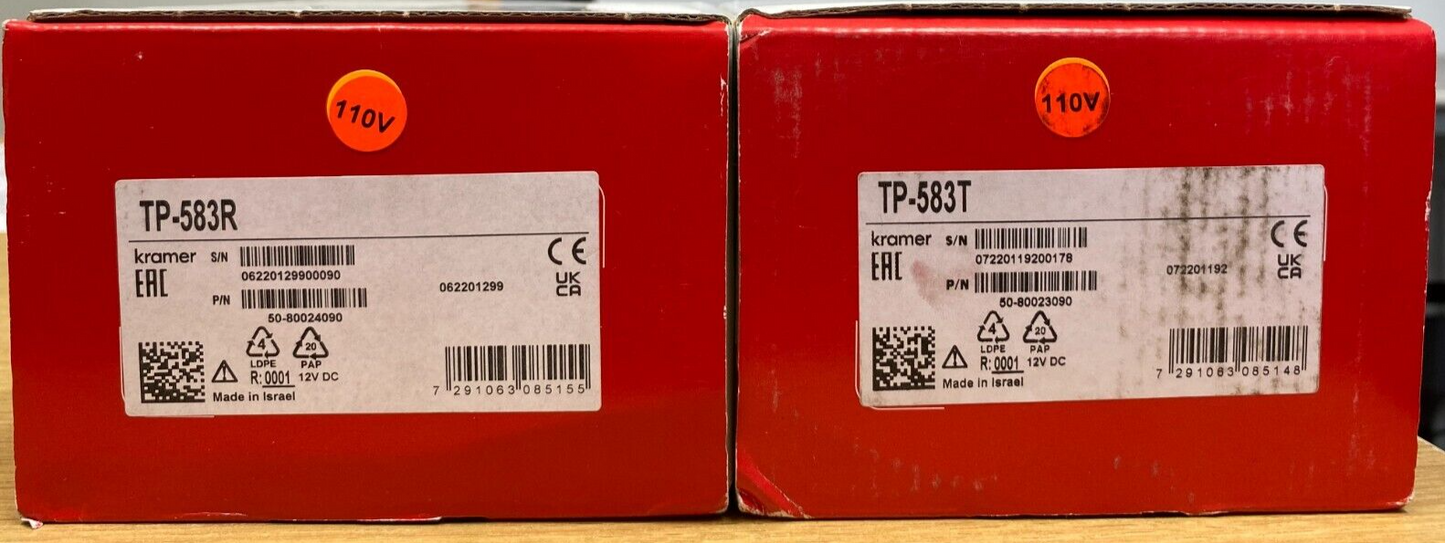 110V
TP-583R
kramer S/N
06220129900090
CE
EAC
P/N
062201299
UK
CA
50-80024090
4
LDPE
20
PAP
R: 0001 12V DC
Made in Israel
7 291063 085155
110V
TP-583T
kramer S/N
07220119200178
CE
EAC
P/N
072201192
UK
CA
50-80023090
4
LDPE
20
PAP
R: 0001 12V DC
Made in Israel
7 291063 085148